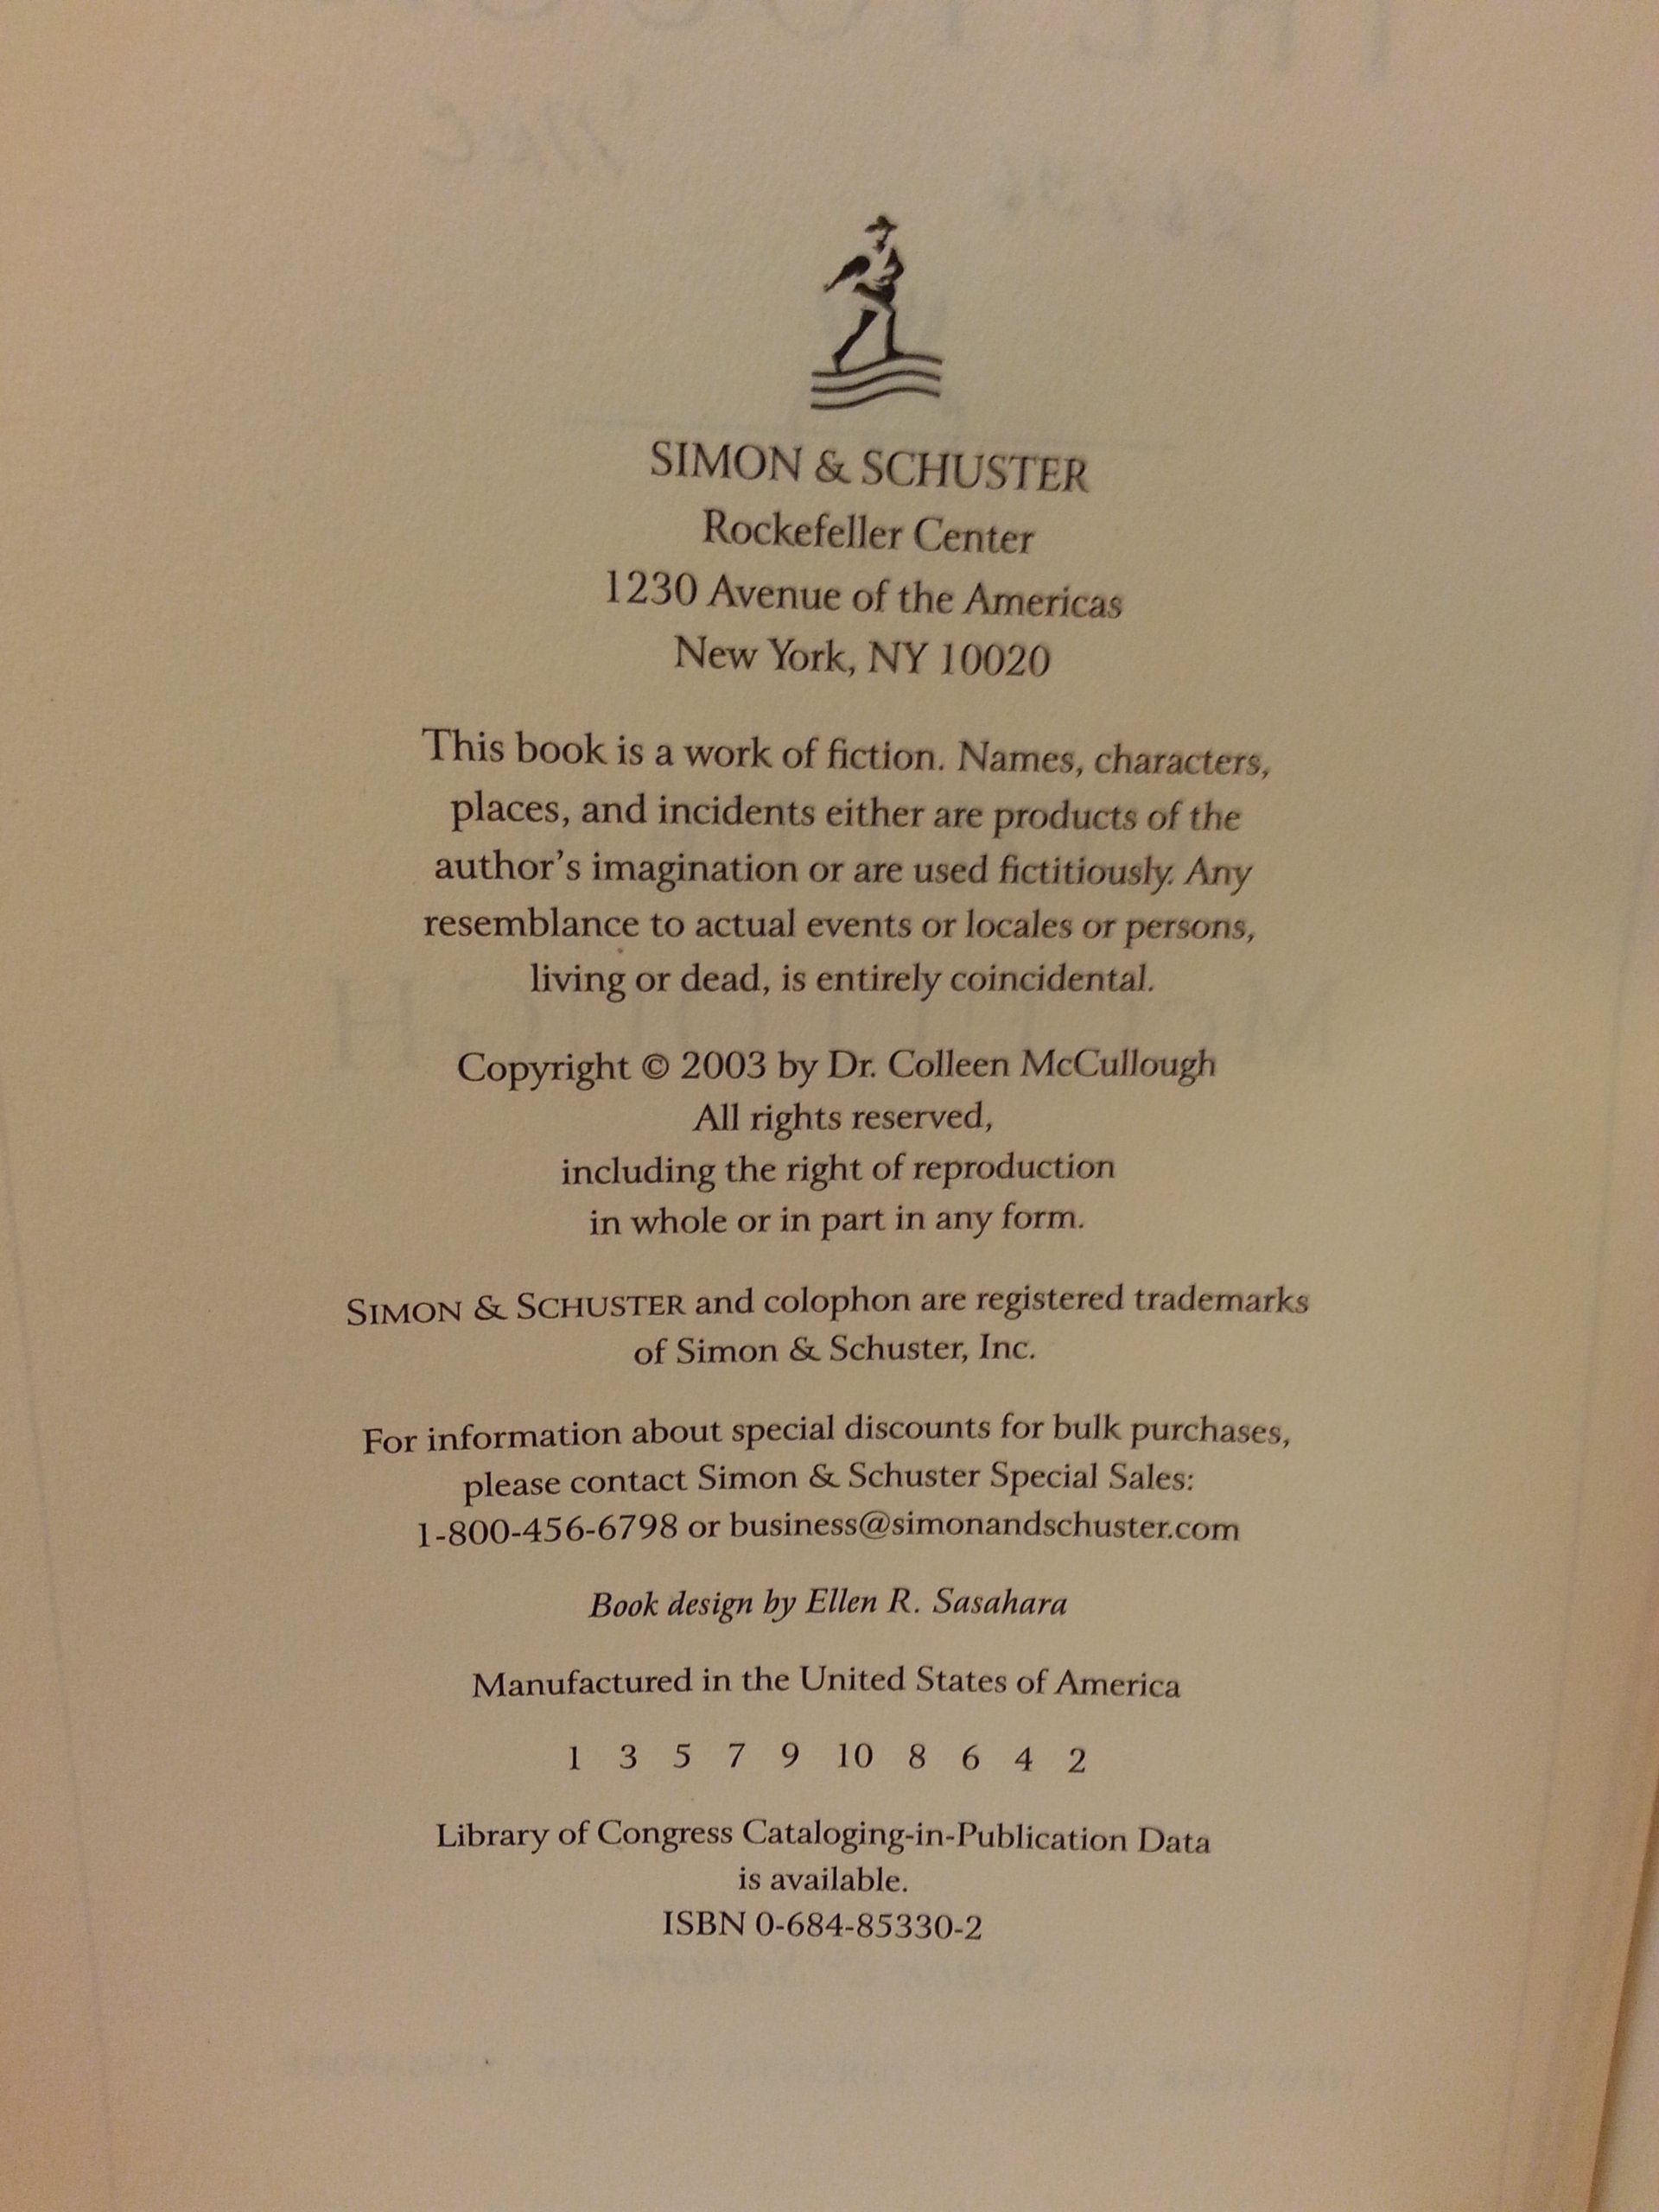 SIMON & SCHUSTER
Rockefeller Center
1230 Avenue of the Americas
New York, NY 10020
This book is a work of fiction. Names, characters,
places, and incidents either are products of the
author's imagination or are used fictitiously. Any
resemblance to actual events or locales or persons,
living or dead, is entirely coincidental.
Copyright © 2003 by Dr. Colleen McCullough
All rights reserved,
including the right of reproduction
in whole or in part in any form.
SIMON & SCHUSTER and colophon are registered trademarks
of Simon & Schuster, Inc.
For information about special discounts for bulk purchases,
please contact Simon & Schuster Special Sales:
1-800-456-6798 or business@simonandschuster.com
Book design by Ellen R. Sasahara
Manufactured in the United States of America
1 3 5 7 9 10 8 6 4 2
Library of Congress Cataloging-in-Publication Data
is available.
ISBN 0-684-85330-2